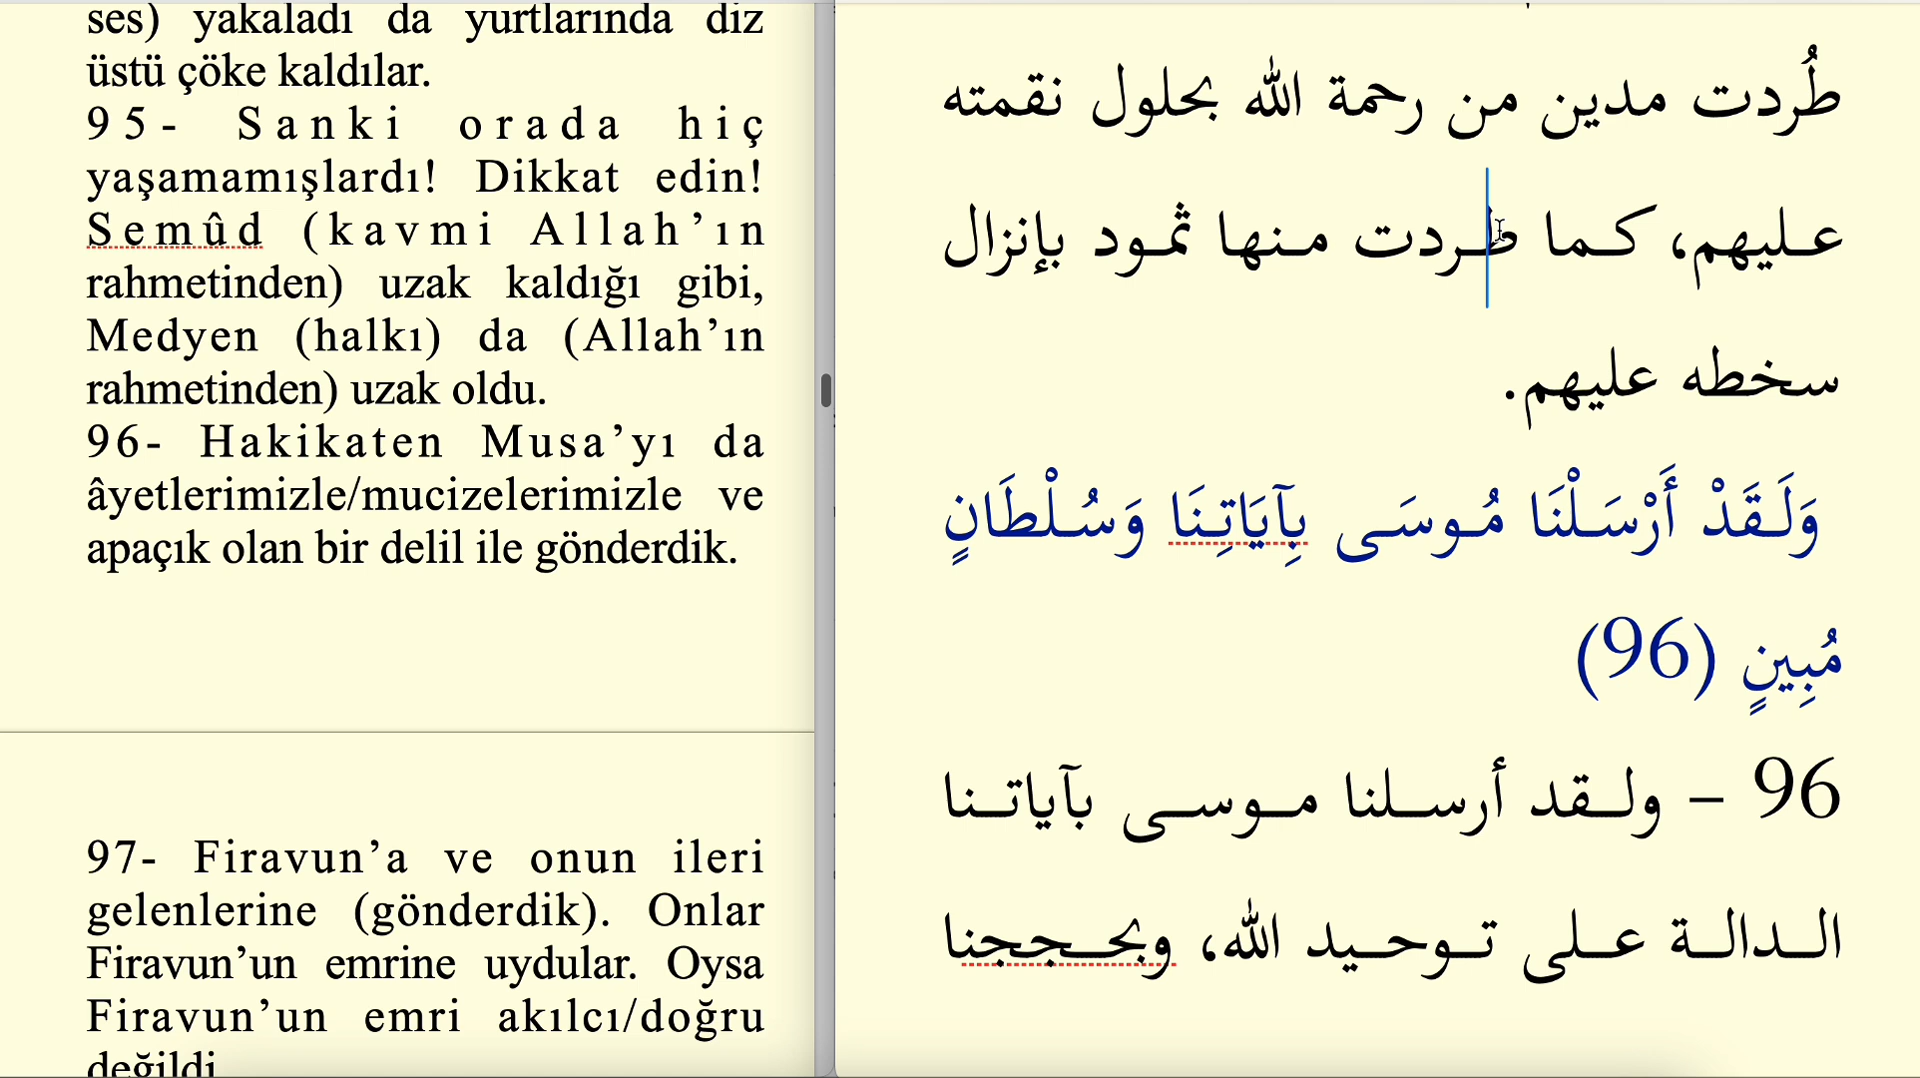 ses) yakaladı da yurtlarında diz
üstü çöke kaldılar.
95- Sanki orada hiç
yaşamamışlardı! Dikkat edin!
Semûd (kavmi Allah’ın
rahmetinden) uzak kaldığı gibi,
Medyen (halkı) da (Allah’ın
rahmetinden) uzak oldu.
96- Hakikaten Musa’yı da
âyetlerimizle/mucizelerimizle ve
apaçık olan bir delil ile gönderdik.
97- Firavun’a ve onun ileri
gelenlerine (gönderdik). Onlar
Firavun’un emrine uydular. Oysa
Firavun’un emri akılcı/doğru
değildi
طُردت مدين من رحمة الله بحلول نقمته
عليهم، كما طردت منها ثمود بإنزال
سخطه عليهم.
وَلَقَدْ أَرْسَلْنَا مُوسَى بِآيَاتِنَا وَسُلْطَانٍ
مُبِينٍ (96)
96 – ولقد أرسلنا موسى بآياتنا
الدالة على توحيد الله، وبحججنا